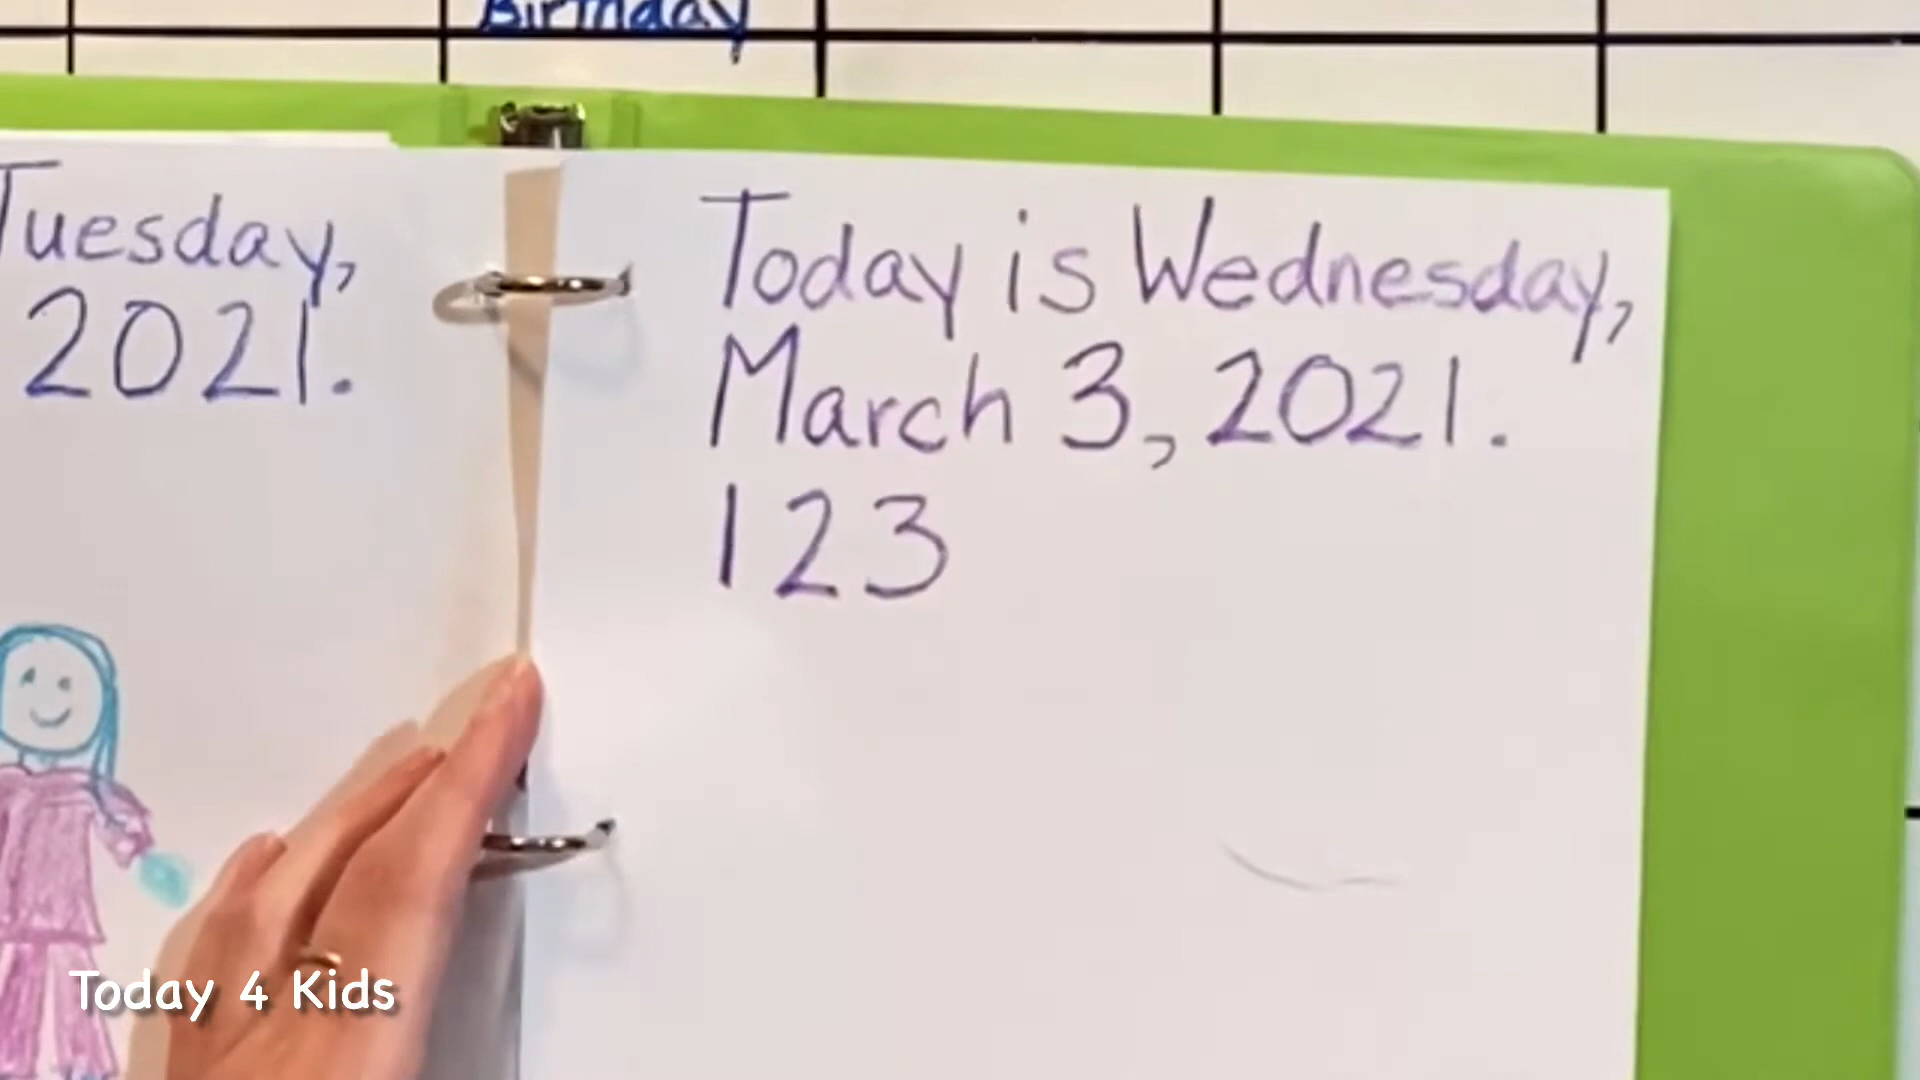 Birthday
Tuesday,
2021.
Today is Wednesday,
March 3, 2021.
123
Today 4 Kids